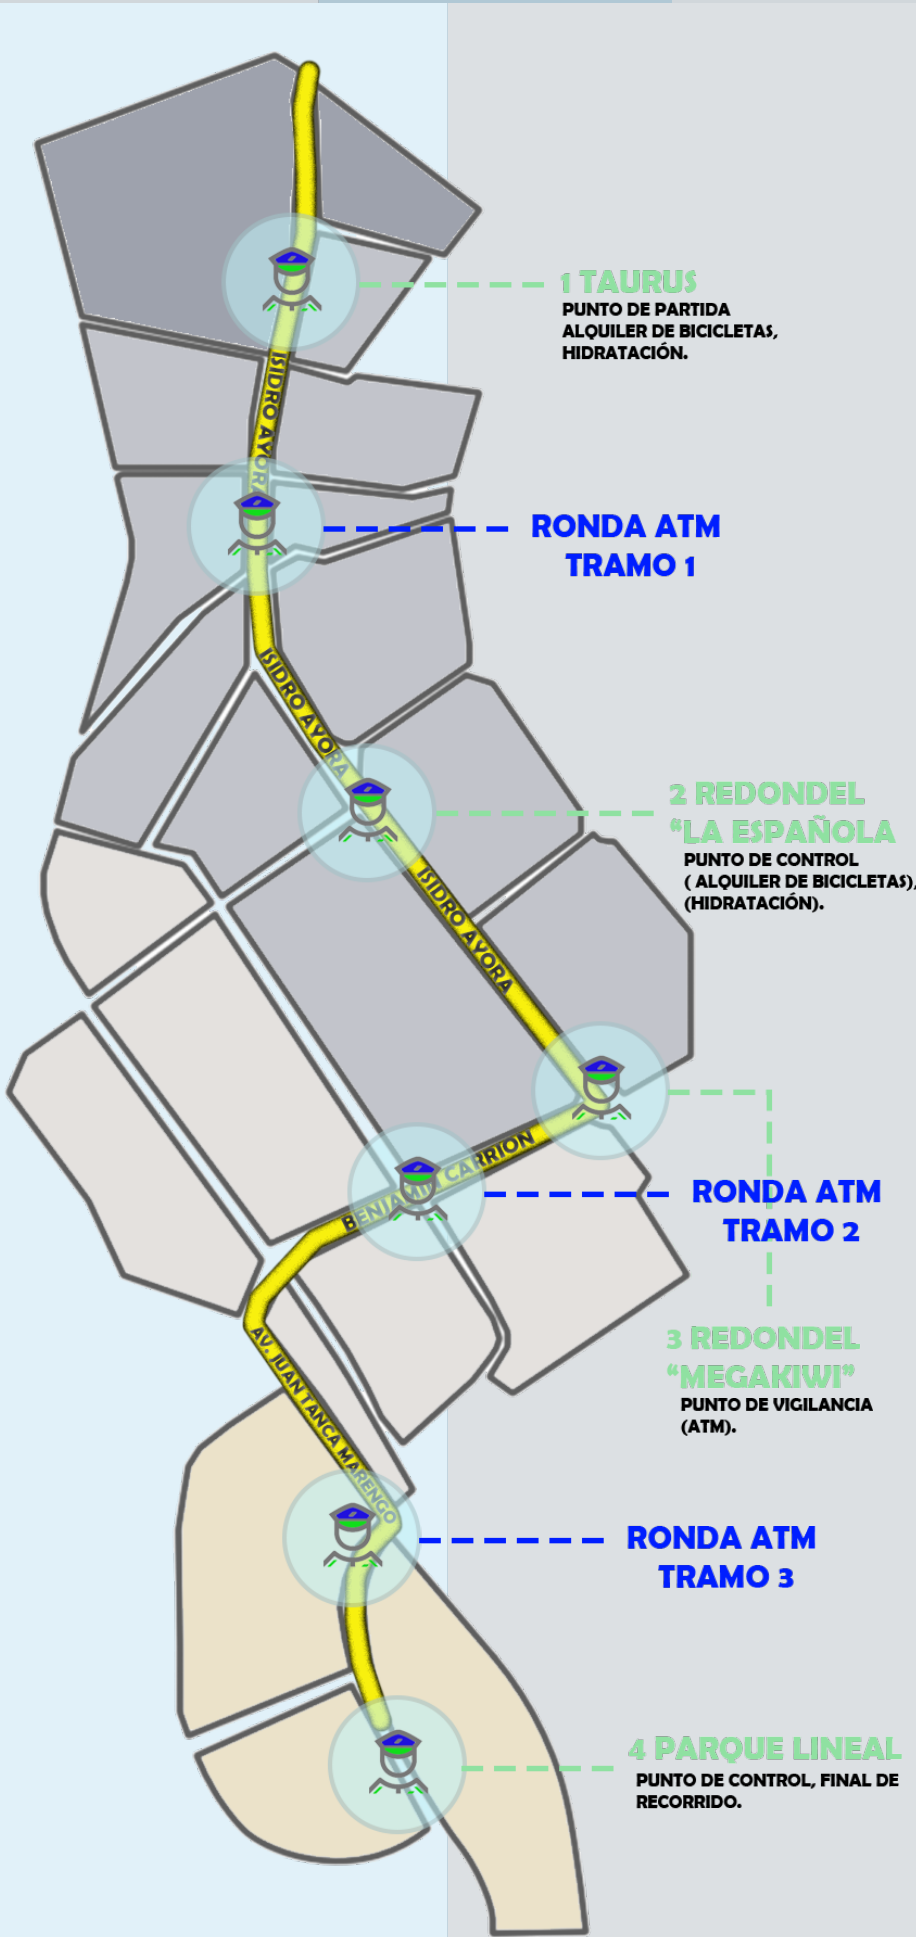 1 TAURUS
PUNTO DE PARTIDA
ALQUILER DE BICICLETAS,
HIDRATACIÓN.
ISIDRO AYORA
RONDA ATM
TRAMO 1
ISIDRO AYORA
2 REDONDEL
“LA ESPAÑOLA
PUNTO DE CONTROL
( ALQUILER DE BICICLETAS),
(HIDRATACIÓN).
ISIDRO AYORA
BENJAMIN CARRION
RONDA ATM
TRAMO 2
3 REDONDEL
“MEGAKIWI”
PUNTO DE VIGILANCIA
(ATM).
AV. JUAN TANCA MARENGO
RONDA ATM
TRAMO 3
4 PARQUE LINEAL
PUNTO DE CONTROL, FINAL DE
RECORRIDO.